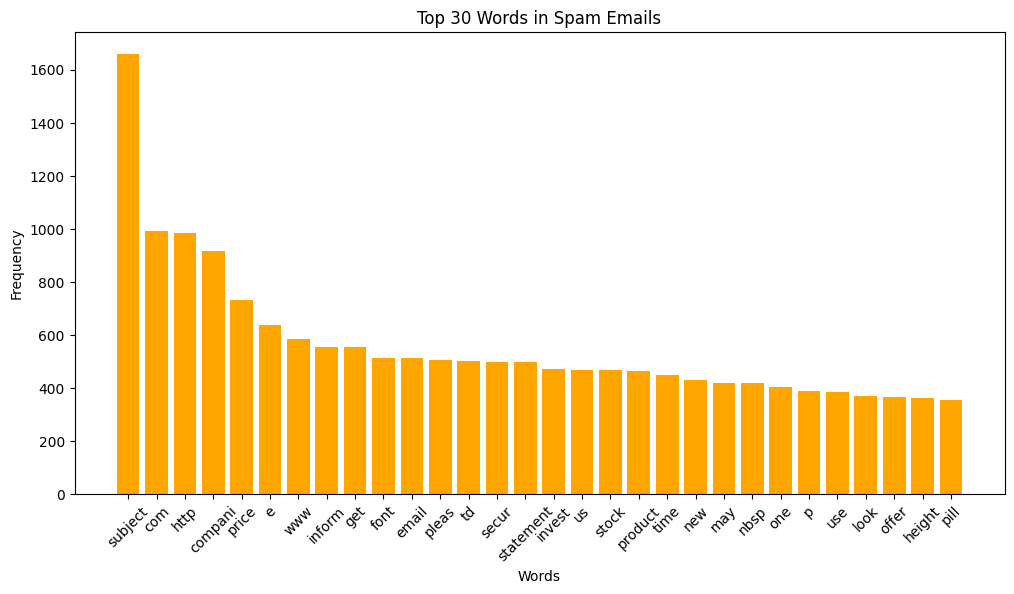 Top 30 Words in Spam Emails
Frequency
1600
1400
1200
1000
800
600
400
200
0
subject
com
http
compani
price
e
www
inform
get
font
email
pleas
td
secur
statement
invest
us
stock
product
time
new
may
nbsp
one
p
use
look
offer
height
pill
Words